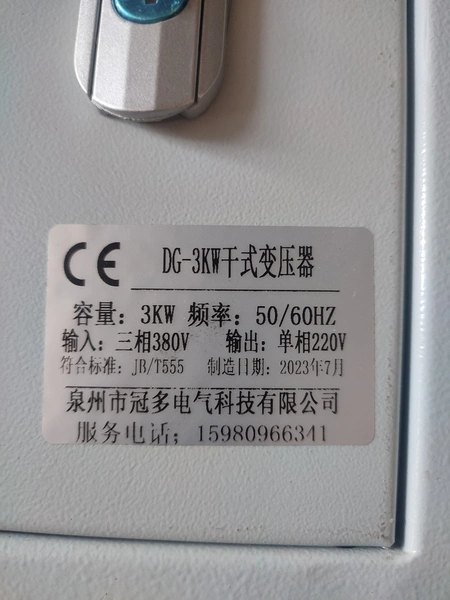 CE DG-3KW干式变压器
容量：3KW 频率：50/60HZ
输入：三相380V 输出：单相220V
符合标准：JB/T555 制造日期：2023年7月
泉州市冠多电气科技有限公司
服务电话；15980966341